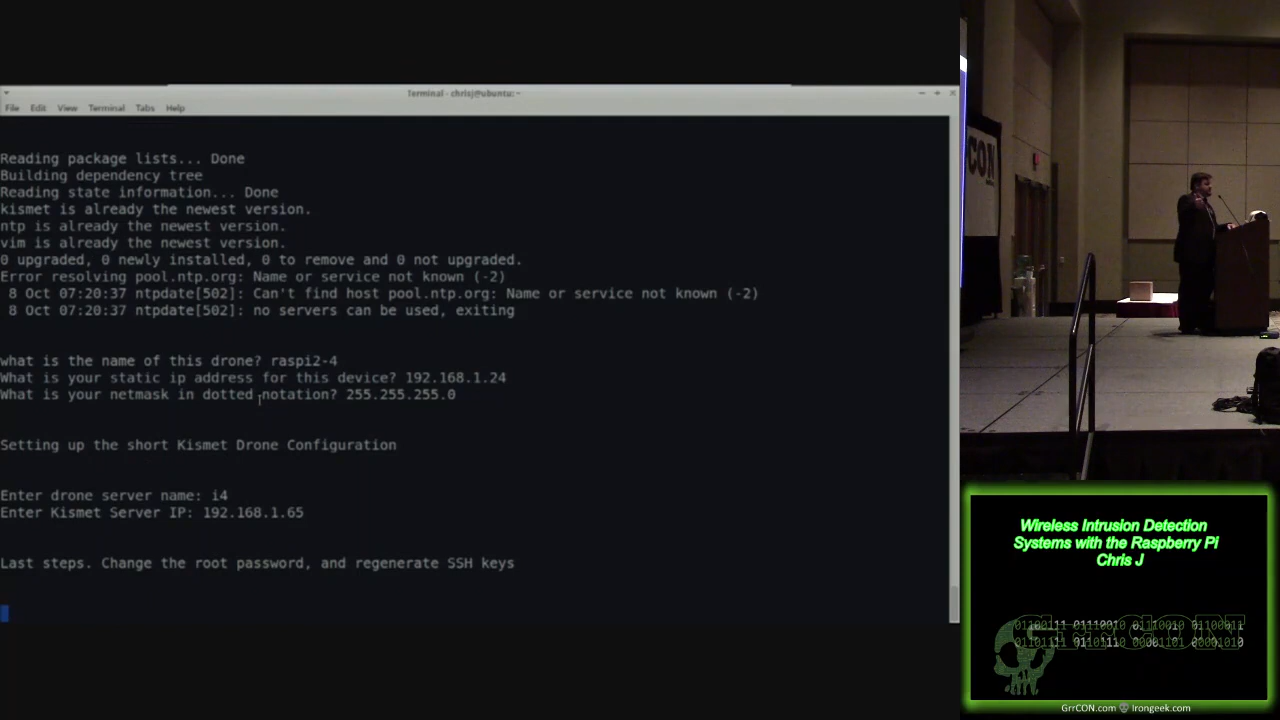 Terminal - chrisj@ubuntu: ~
File Edit View Terminal Tabs Help
Reading package lists... Done
Building dependency tree
Reading state information... Done
kismet is already the newest version.
ntp is already the newest version.
vim is already the newest version.
0 upgraded, 0 newly installed, 0 to remove and 0 not upgraded.
Error resolving pool.ntp.org: Name or service not known (-2)
8 Oct 07:20:37 ntpdate[502]: Can't find host pool.ntp.org: Name or service not known (-2)
8 Oct 07:20:37 ntpdate[502]: no servers can be used, exiting
what is the name of this drone? raspi2-4
What is your static ip address for this device? 192.168.1.24
What is your netmask in dotted notation? 255.255.255.0
Setting up the short Kismet Drone Configuration
Enter drone server name: i4
Enter Kismet Server IP: 192.168.1.65
Last steps. Change the root password, and regenerate SSH keys
CON
Wireless Intrusion Detection
Systems with the Raspberry Pi
Chris J
GrrCON
01100111 01110010 01110010 01100011
01101111 01101110 00001101 00001010
GrrCON.com Irongeek.com